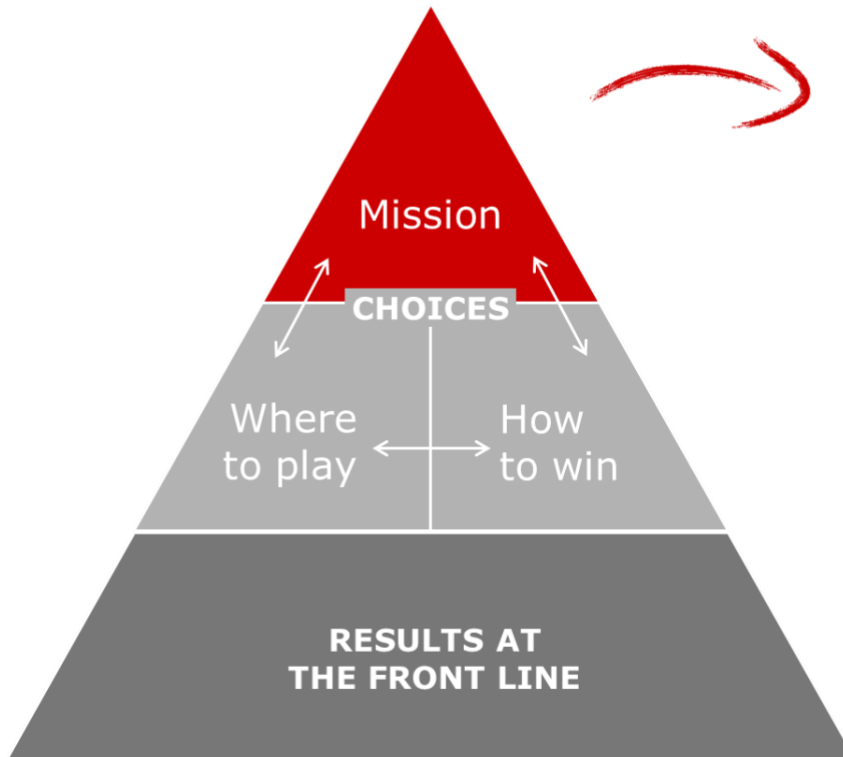 Mission
CHOICES
Where
to play
How
to win
RESULTS AT
THE FRONT LINE